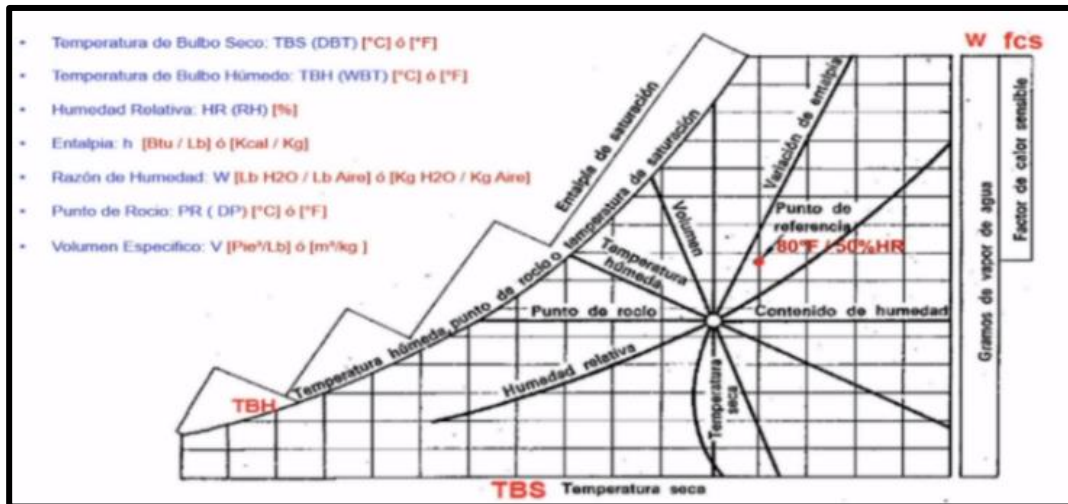 • Temperatura de Bulbo Seco: TBS (DBT) [°C] ó [°F]
• Temperatura de Bulbo Húmedo: TBH (WBT) [°C] ó [°F]
• Humedad Relativa: HR (RH) [%]
• Entalpia: h [Btu / Lb] ó [Kcal / Kg]
• Razón de Humedad: W [Lb H2O / Lb Aire] ó [Kg H2O / Kg Aire]
• Punto de Rocio: PR ( DP) [°C] ó [°F]
• Volumen Especifico: V [Pie³/Lb] ó [m³/kg ]
w fcs
Entalpía de saturación
Temperatura húmeda, punto de rocío o temperatura de saturación
Variación de entalpía
Volumen
Punto de
referencia
80°F / 50%HR
Temperatura
húmeda
Punto de rocío
Contenido de humedad
Humedad relativa
Temperatura
seca
Gramos de vapor de agua
Factor de calor sensible
TBH
TBS Temperatura seca